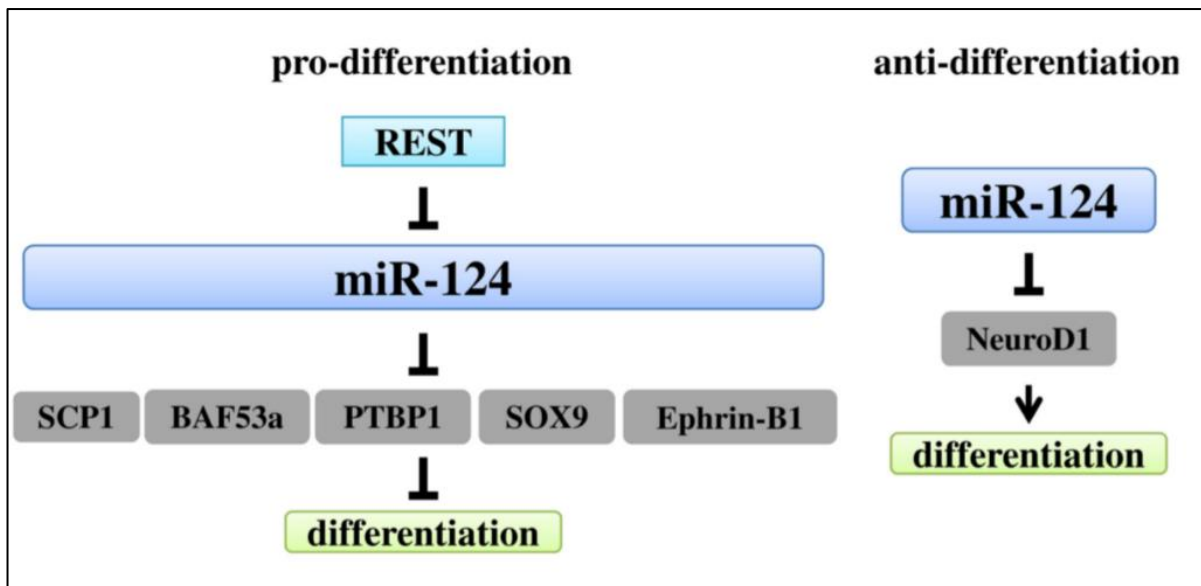 pro-differentiation
REST
miR-124
SCP1 BAF53a PTBP1 SOX9 Ephrin-B1
differentiation
anti-differentiation
miR-124
NeuroD1
differentiation